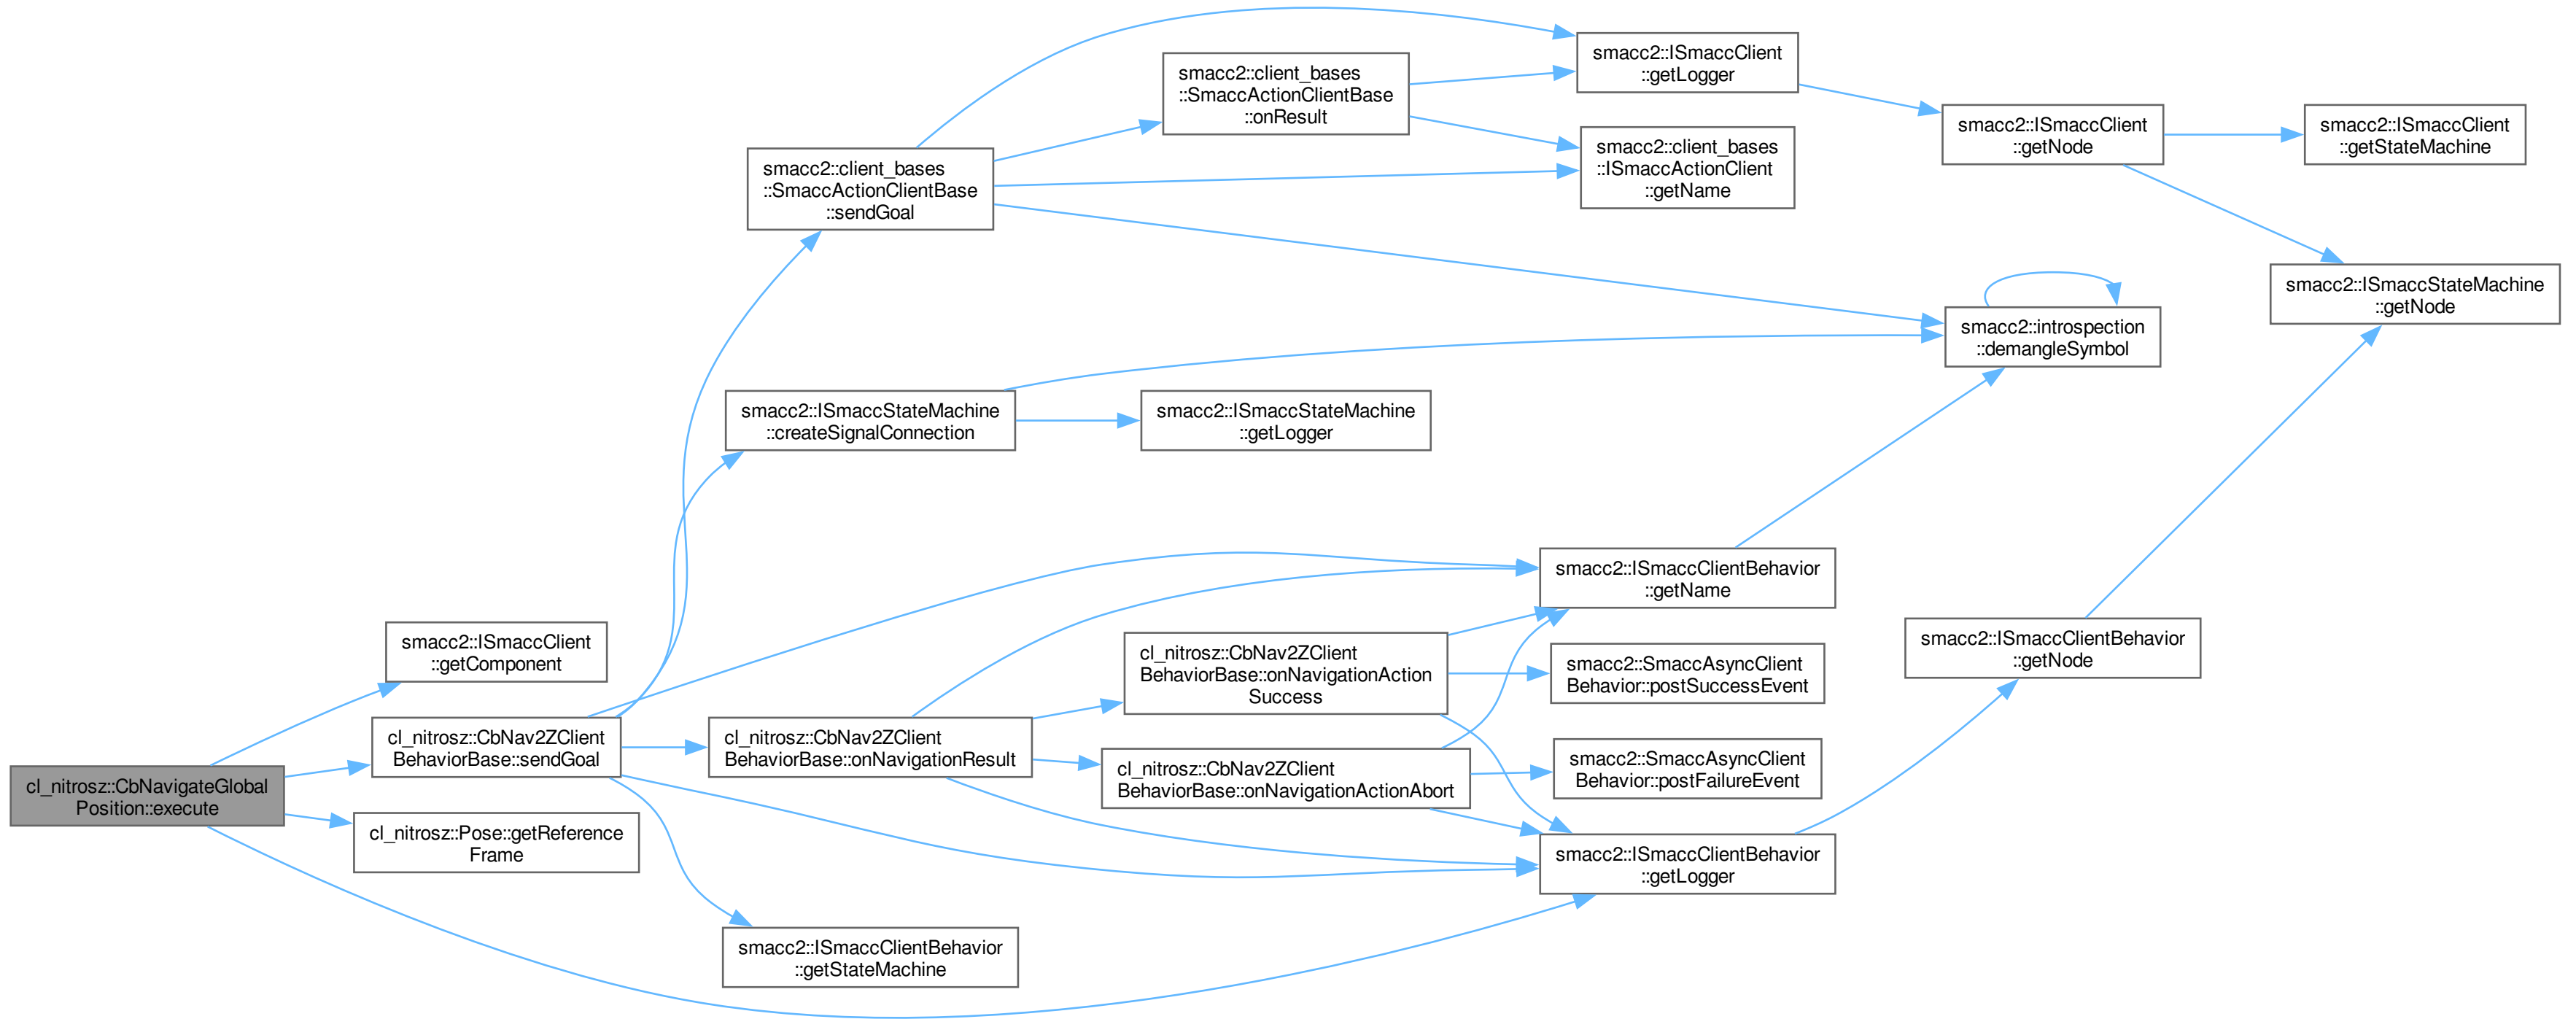 cl_nitrosz::CbNavigateGlobal
Position::execute
smacc2::ISmaccClient
::getComponent
cl_nitrosz::CbNav2ZClient
BehaviorBase::sendGoal
cl_nitrosz::Pose::getReference
Frame
smacc2::client_bases
::SmaccActionClientBase
::sendGoal
smacc2::ISmaccStateMachine
::createSignalConnection
cl_nitrosz::CbNav2ZClient
BehaviorBase::onNavigationResult
smacc2::ISmaccClientBehavior
::getStateMachine
smacc2::client_bases
::SmaccActionClientBase
::onResult
smacc2::ISmaccStateMachine
::getLogger
cl_nitrosz::CbNav2ZClient
BehaviorBase::onNavigationAction
Success
cl_nitrosz::CbNav2ZClient
BehaviorBase::onNavigationActionAbort
smacc2::ISmaccClient
::getLogger
smacc2::client_bases
::ISmaccActionClient
::getName
smacc2::ISmaccClientBehavior
::getName
smacc2::SmaccAsyncClient
Behavior::postSuccessEvent
smacc2::SmaccAsyncClient
Behavior::postFailureEvent
smacc2::ISmaccClientBehavior
::getLogger
smacc2::ISmaccClient
::getNode
smacc2::introspection
::demangleSymbol
smacc2::ISmaccClientBehavior
::getNode
smacc2::ISmaccClient
::getStateMachine
smacc2::ISmaccStateMachine
::getNode